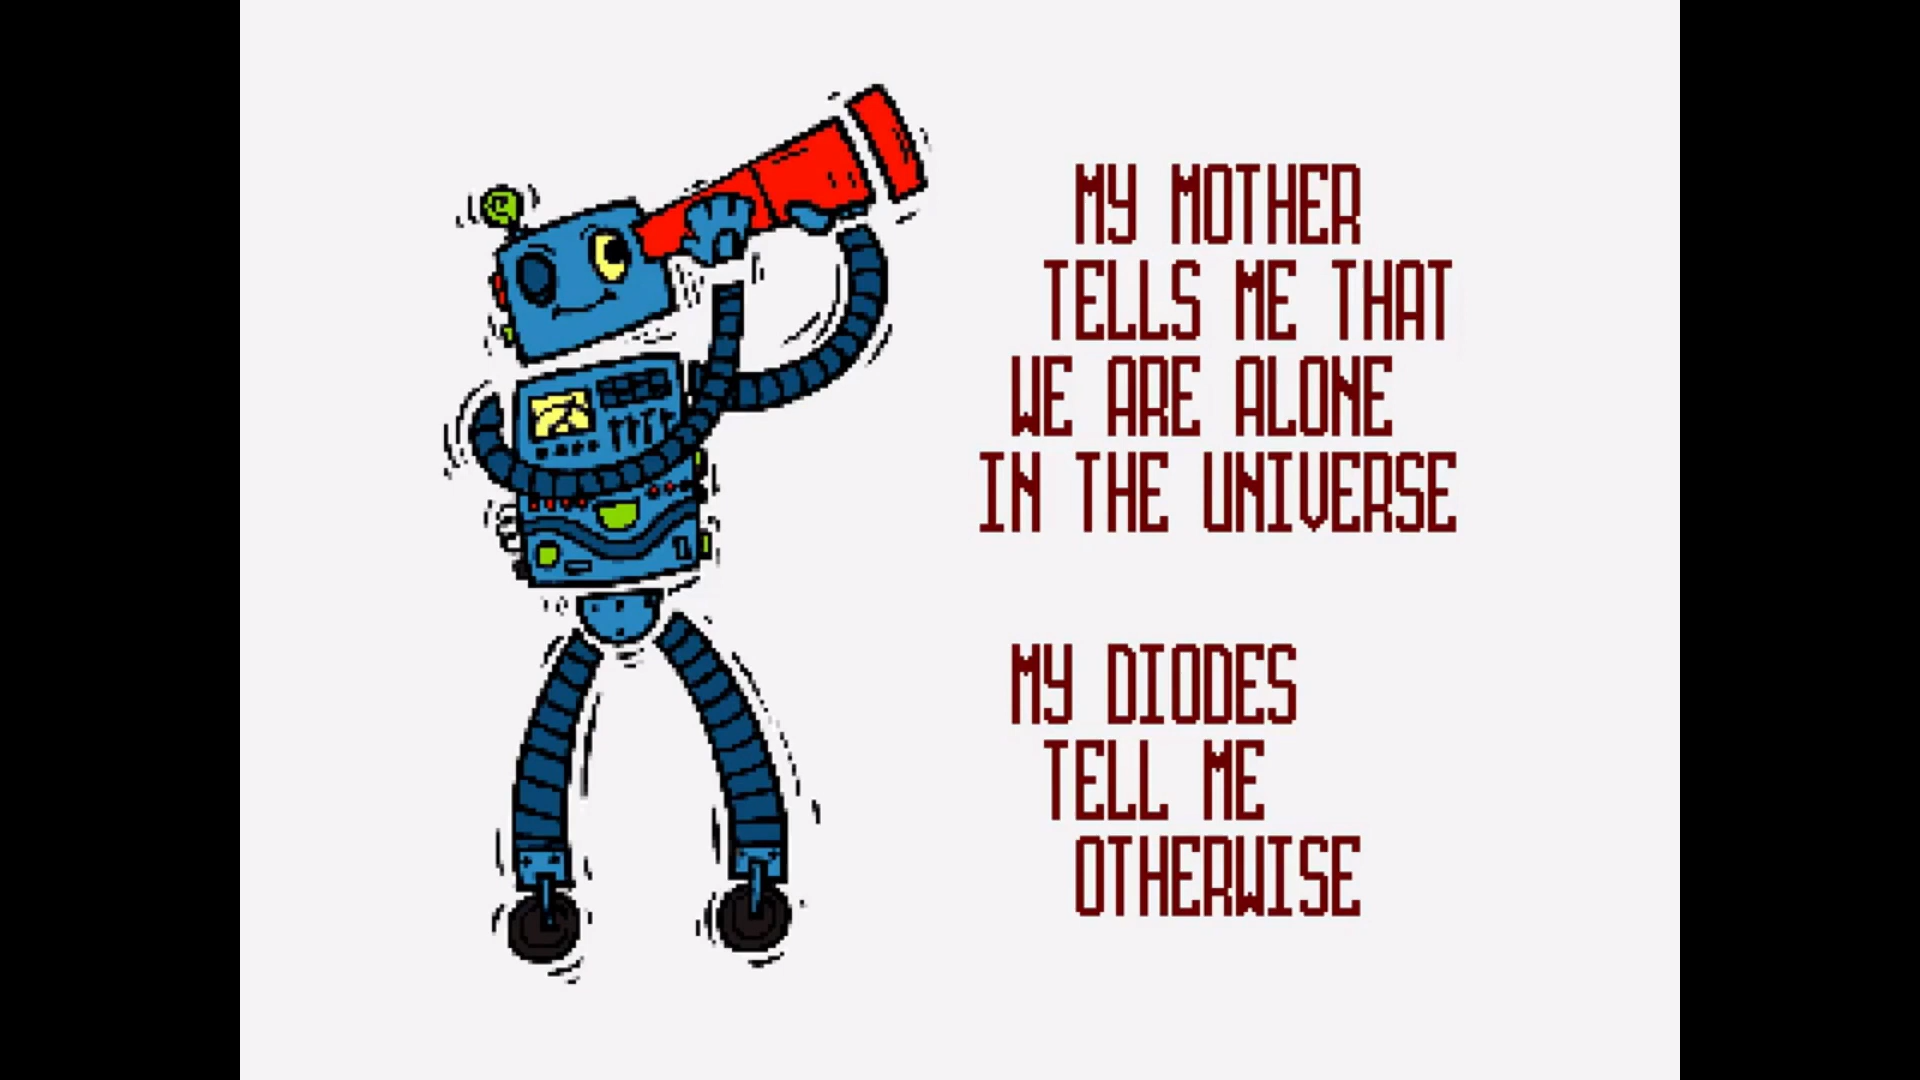 MY MOTHER
TELLS ME THAT
WE ARE ALONE
IN THE UNIVERSE
MY DIODES
TELL ME
OTHERWISE